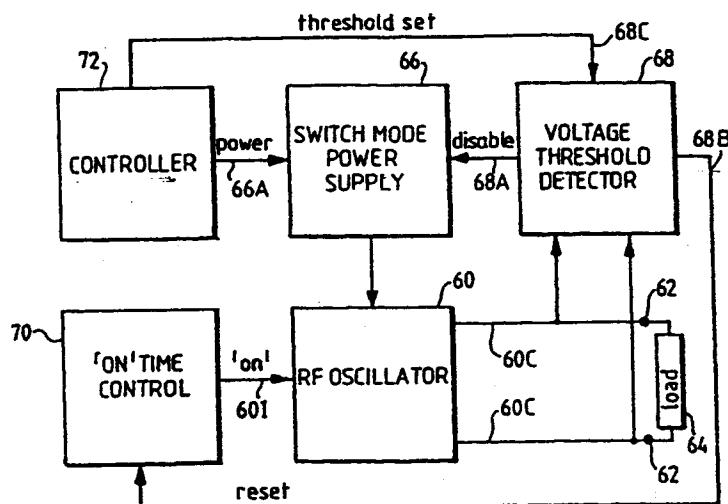 threshold set
68C
72
66
68
CONTROLLER
power
66A
SWITCH MODE
POWER
SUPPLY
disable
68A
VOLTAGE
THRESHOLD
DETECTOR
68B
60
62
70
'ON' TIME
CONTROL
'on'
60I
RF OSCILLATOR
60C
60C
load
64
62
reset